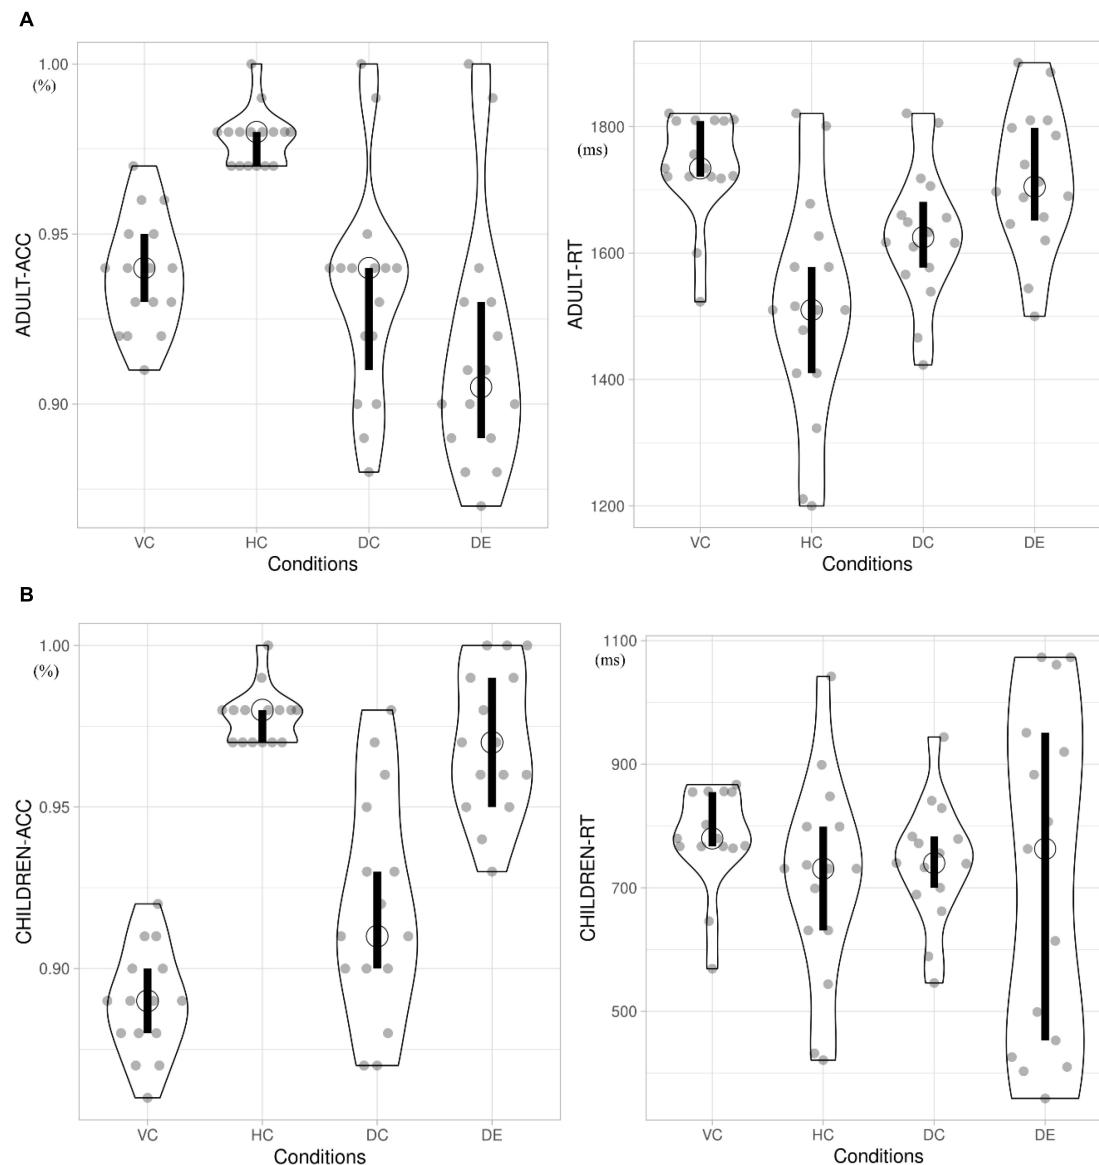 A
1.00
(%)
0.95
0.90
ADULT-ACC
VC HC DC DE
Conditions
1800
(ms)
1600
1400
1200
ADULT-RT
VC HC DC DE
Conditions
B
1.00
(%)
0.95
0.90
CHILDREN-ACC
VC HC DC DE
Conditions
1100
(ms)
900
700
500
CHILDREN-RT
VC HC DC DE
Conditions